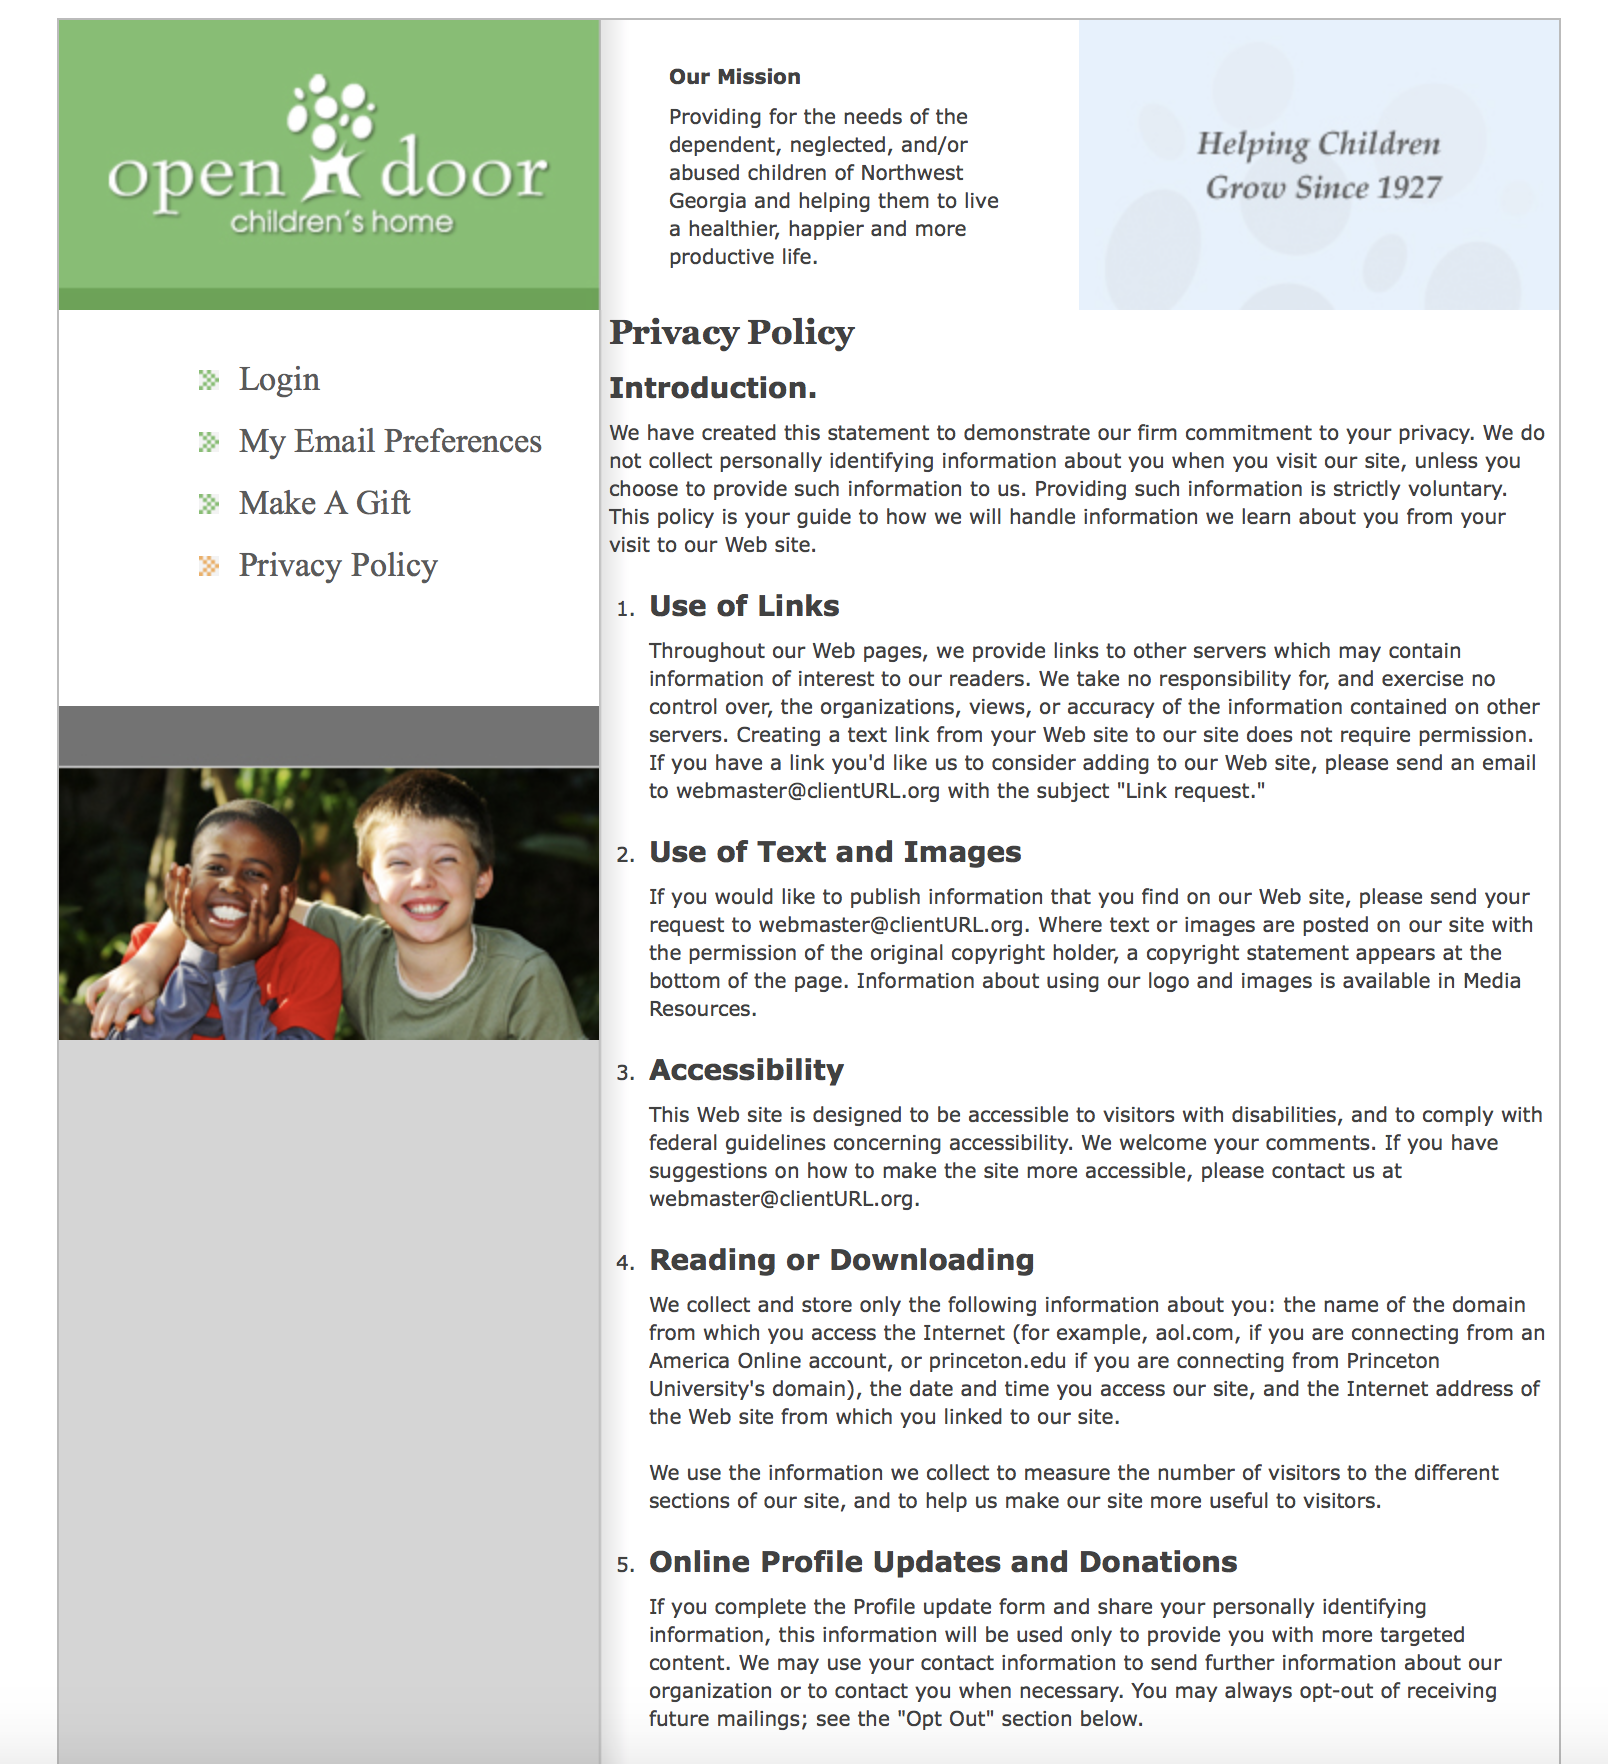 open door
children's home
Our Mission
Providing for the needs of the
dependent, neglected, and/or
abused children of Northwest
Georgia and helping them to live
a healthier, happier and more
productive life.
Helping Children
Grow Since 1927
Login
My Email Preferences
Make A Gift
Privacy Policy
Privacy Policy
Introduction.
We have created this statement to demonstrate our firm commitment to your privacy. We do
not collect personally identifying information about you when you visit our site, unless you
choose to provide such information to us. Providing such information is strictly voluntary.
This policy is your guide to how we will handle information we learn about you from your
visit to our Web site.
1. Use of Links
Throughout our Web pages, we provide links to other servers which may contain
information of interest to our readers. We take no responsibility for, and exercise no
control over, the organizations, views, or accuracy of the information contained on other
servers. Creating a text link from your Web site to our site does not require permission.
If you have a link you'd like us to consider adding to our Web site, please send an email
to webmaster@clientURL.org with the subject "Link request."
2. Use of Text and Images
If you would like to publish information that you find on our Web site, please send your
request to webmaster@clientURL.org. Where text or images are posted on our site with
the permission of the original copyright holder, a copyright statement appears at the
bottom of the page. Information about using our logo and images is available in Media
Resources.
3. Accessibility
This Web site is designed to be accessible to visitors with disabilities, and to comply with
federal guidelines concerning accessibility. We welcome your comments. If you have
suggestions on how to make the site more accessible, please contact us at
webmaster@clientURL.org.
4. Reading or Downloading
We collect and store only the following information about you: the name of the domain
from which you access the Internet (for example, aol.com, if you are connecting from an
America Online account, or princeton.edu if you are connecting from Princeton
University's domain), the date and time you access our site, and the Internet address of
the Web site from which you linked to our site.
We use the information we collect to measure the number of visitors to the different
sections of our site, and to help us make our site more useful to visitors.
5. Online Profile Updates and Donations
If you complete the Profile update form and share your personally identifying
information, this information will be used only to provide you with more targeted
content. We may use your contact information to send further information about our
organization or to contact you when necessary. You may always opt-out of receiving
future mailings; see the "Opt Out" section below.